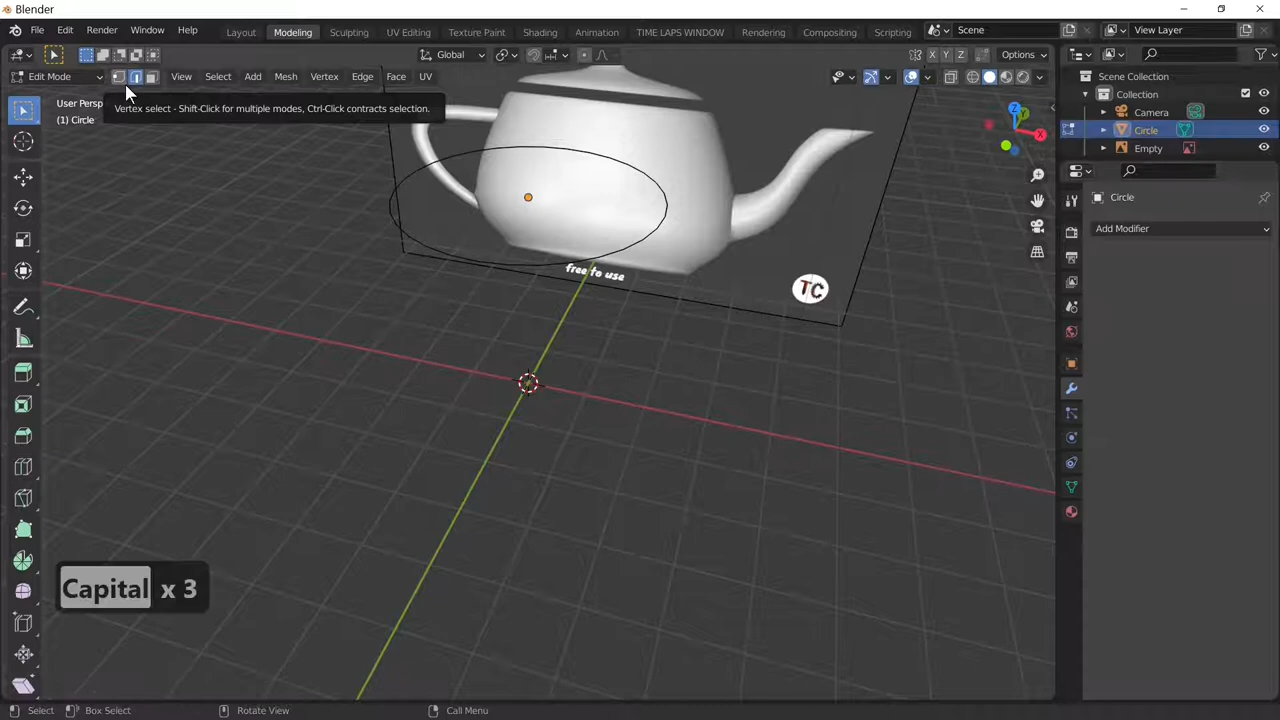 Blender
File Edit Render Window Help Layout Modeling Sculpting UV Editing Texture Paint Shading Animation TIME LAPS WINDOW Rendering Compositing Scripting Scene View Layer
Global X Y Z Options
Edit Mode View Select Add Mesh Vertex Edge Face UV
Scene Collection
Collection
Camera
Circle
Empty
User Persp
(1) Circle
Vertex select - Shift-Click for multiple modes, Ctrl-Click contracts selection.
Z
Y
X
Circle
Add Modifier
free to use
TC
Capital x 3
Select Box Select Rotate View Call Menu